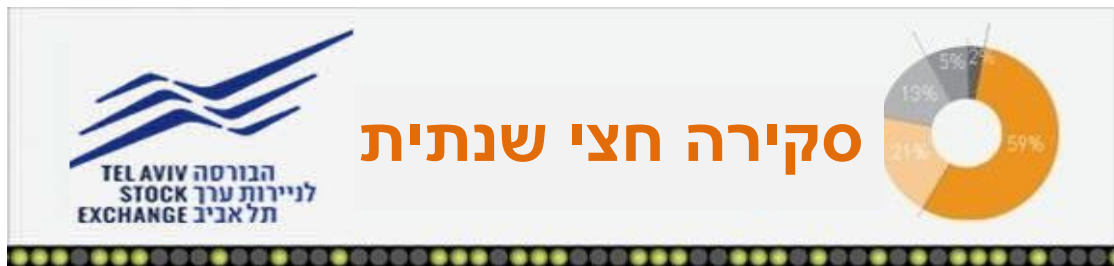 סקירה חצי שנתית
TEL AVIV הבורסה
STOCK לניירות ערך
EXCHANGE תל אביב
5%
2%
13%
21%
59%